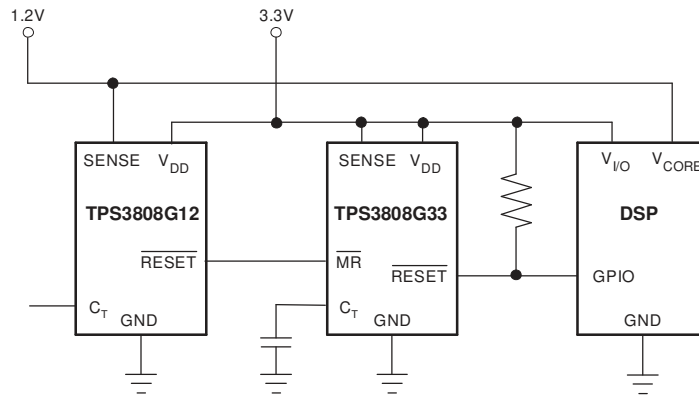 1.2V
3.3V
SENSE V_DD
TPS3808G12
RESET
C_T
GND
SENSE V_DD
TPS3808G33
MR
RESET
C_T
GND
V_I/O V_CORE
DSP
GPIO
GND